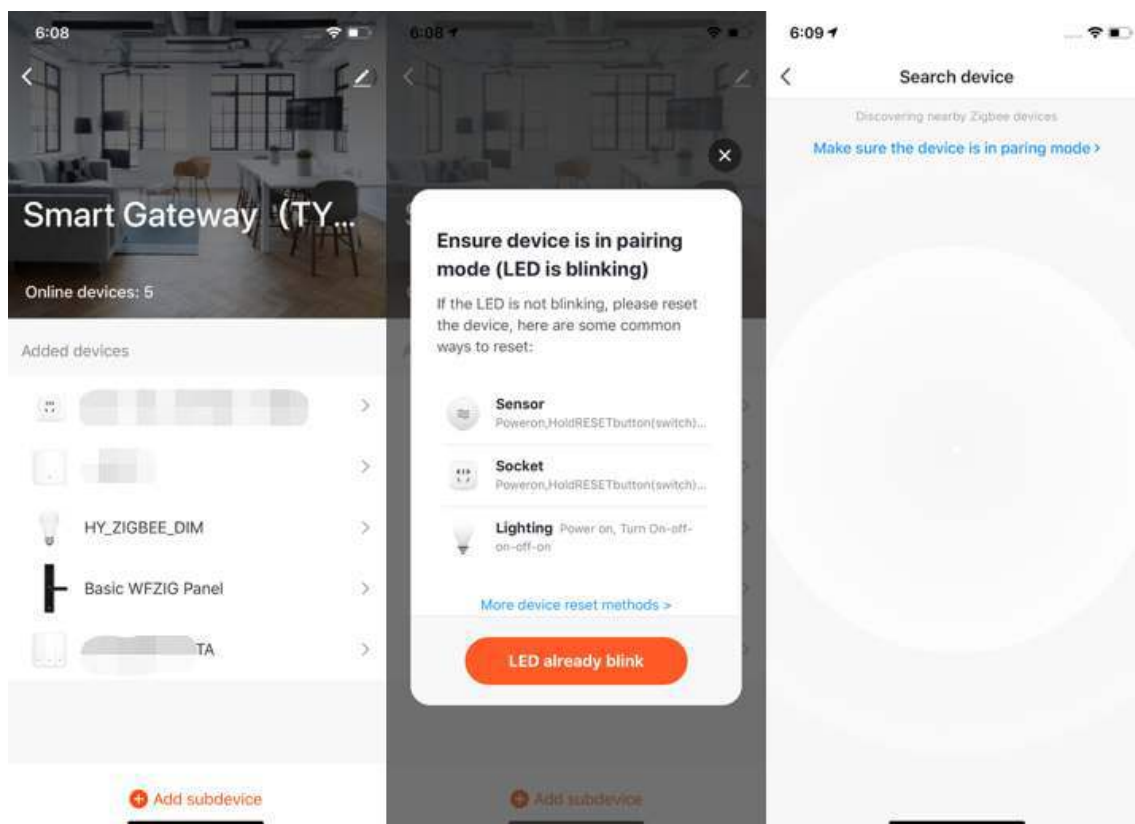 6:08
Smart Gateway (TY...
Online devices: 5
Added devices
HY_ZIGBEE_DIM
Basic WFZIG Panel
TA
Add subdevice
6:08
Ensure device is in pairing
mode (LED is blinking)
If the LED is not blinking, please reset
the device, here are some common
ways to reset:
Sensor
Poweron,HoldRESETbutton(switch)...
Socket
Poweron,HoldRESETbutton(switch)...
Lighting Power on, Turn On-off-
on-off-on
More device reset methods >
LED already blink
Add subdevice
6:09
Search device
Discovering nearby Zigbee devices
Make sure the device is in paring mode >